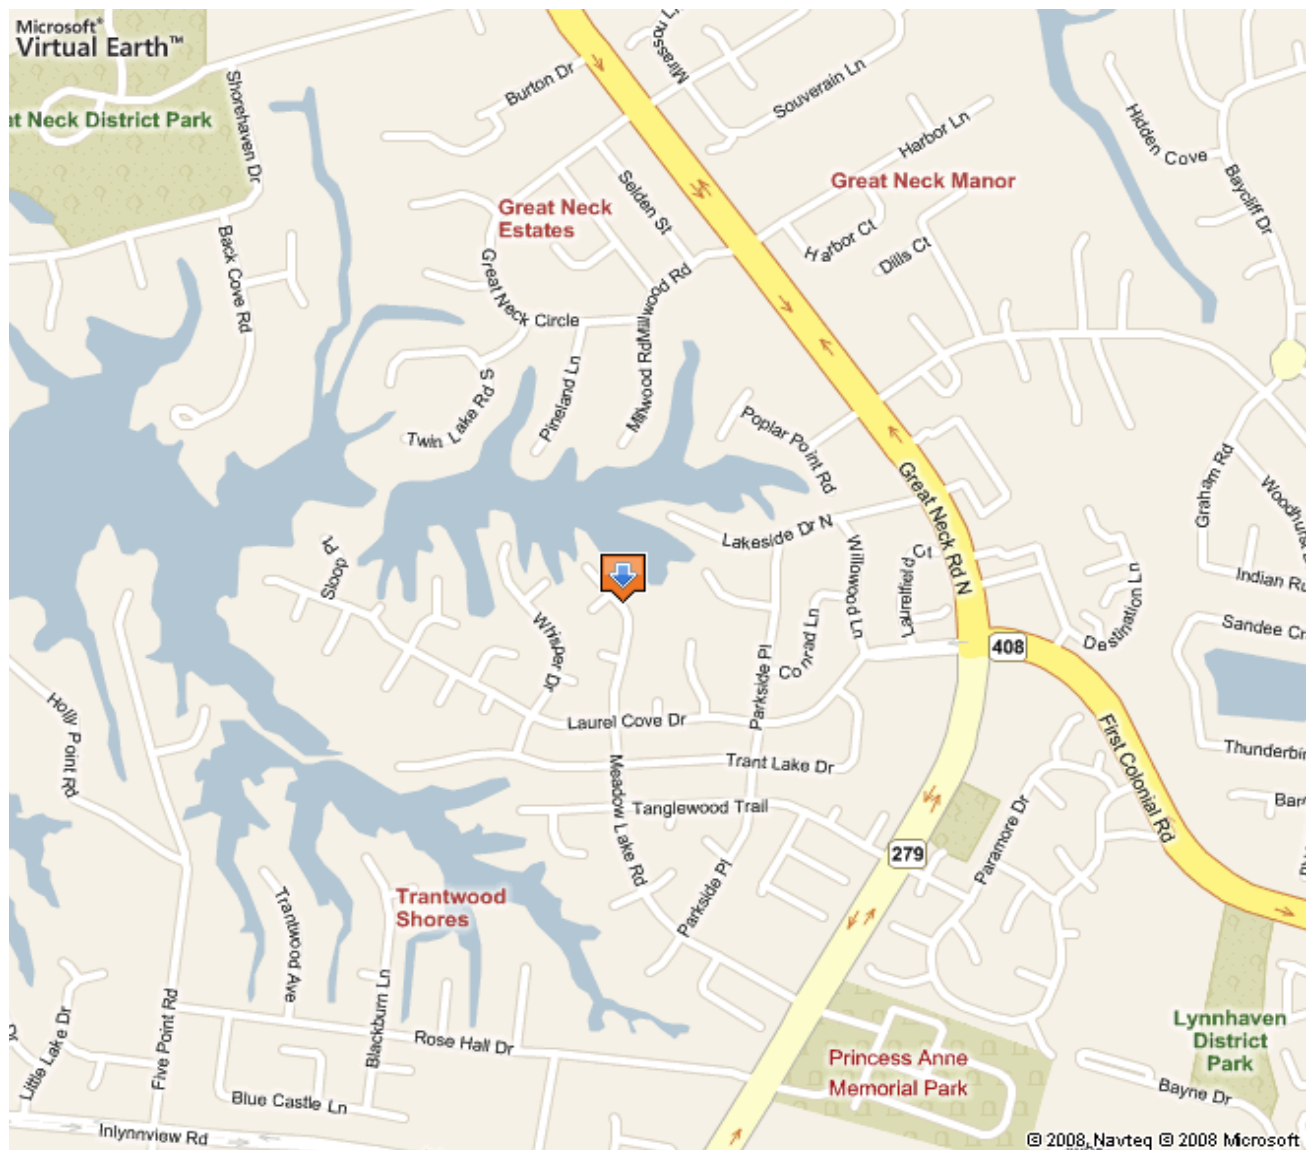 Microsoft®
Virtual Earth™
Mirassou
Burton Dr
Souverain Ln
Shorehaven Dr
at Neck District Park
Harbor Ln
Hidden Cove
Great Neck Manor
Baycliff Dr
Selden St
Great Neck
Estates
Back Cove Rd
Harbor Ct
Dills Ct
Great Neck Circle
Millwood Rd
Millwood Rd
Pineland Ln
Twin Lake Rd S
Poplar Point Rd
Great Neck Rd N
Graham Rd
Lakeside Dr N
Sloop Pt
Willowood Ln
Laurelfield Ct
Destination Ln
Indian Ru
Sandee Cr
Whisper Dr
Conrad Ln
Parkside Pl
408
Holly Point Rd
Laurel Cove Dr
First Colonial Rd
Thunderbir
Trant Lake Dr
Meadow Lake Rd
Tanglewood Trail
Paramore Dr
279
Trantwood
Shores
Trantwood Ave
Parkside Pl
Blackburn Ln
Five Point Rd
Little Lake Dr
Rose Hall Dr
Lynnhaven
District
Park
Princess Anne
Memorial Park
Bayne Dr
Blue Castle Ln
Inlynnview Rd
© 2008 Navteq © 2008 Microsoft